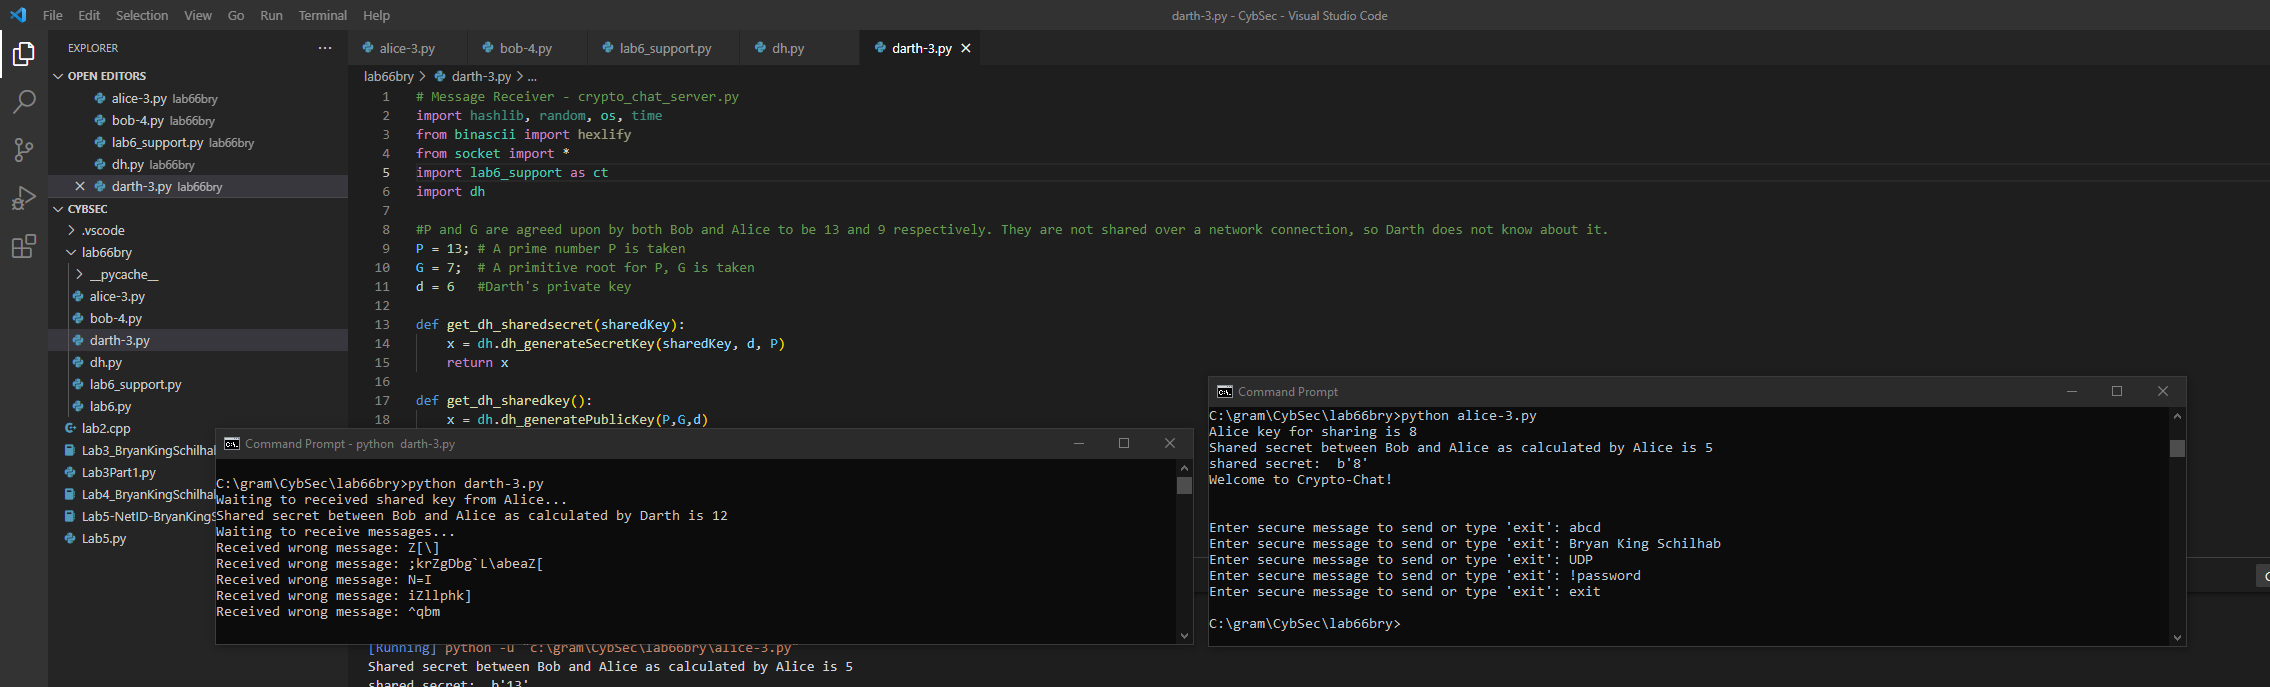 File Edit Selection View Go Run Terminal Help
darth-3.py - CybSec - Visual Studio Code
EXPLORER ...
OPEN EDITORS
alice-3.py lab66bry
bob-4.py lab66bry
lab6_support.py lab66bry
dh.py lab66bry
darth-3.py lab66bry
CYBSEC
.vscode
lab66bry
__pycache__
alice-3.py
bob-4.py
darth-3.py
dh.py
lab6_support.py
lab6.py
lab2.cpp
Lab3_BryanKingSchilhal
Lab3Part1.py
Lab4_BryanKingSchilhal
Lab5-NetID-BryanKingS
Lab5.py
alice-3.py bob-4.py lab6_support.py dh.py darth-3.py
lab66bry > darth-3.py > ...
1 # Message Receiver - crypto_chat_server.py
2 import hashlib, random, os, time
3 from binascii import hexlify
4 from socket import *
5 import lab6_support as ct
6 import dh
7
8 #P and G are agreed upon by both Bob and Alice to be 13 and 9 respectively. They are not shared over a network connection, so Darth does not know about it.
9 P = 13; # A prime number P is taken
10 G = 7;  # A primitive root for P, G is taken
11 d = 6   #Darth's private key
12
13 def get_dh_sharedsecret(sharedKey):
14     x = dh.dh_generateSecretKey(sharedKey, d, P)
15     return x
16
17 def get_dh_sharedkey():
18     x = dh.dh_generatePublicKey(P,G,d)
Command Prompt - python  darth-3.py
C:\gram\CybSec\lab66bry>python darth-3.py
Waiting to received shared key from Alice...
Shared secret between Bob and Alice as calculated by Darth is 12
Waiting to receive messages...
Received wrong message: Z[\]
Received wrong message: ;krZgDbg`L\abeaZ[
Received wrong message: N=I
Received wrong message: iZllphk]
Received wrong message: ^qbm
Command Prompt
C:\gram\CybSec\lab66bry>python alice-3.py
Alice key for sharing is 8
Shared secret between Bob and Alice as calculated by Alice is 5
shared secret:  b'8'
Welcome to Crypto-Chat!
Enter secure message to send or type 'exit': abcd
Enter secure message to send or type 'exit': Bryan King Schilhab
Enter secure message to send or type 'exit': UDP
Enter secure message to send or type 'exit': !password
Enter secure message to send or type 'exit': exit
C:\gram\CybSec\lab66bry>
[Running] python -u "c:\gram\CybSec\lab66bry\alice-3.py"
Shared secret between Bob and Alice as calculated by Alice is 5
shared secret:  b'13'